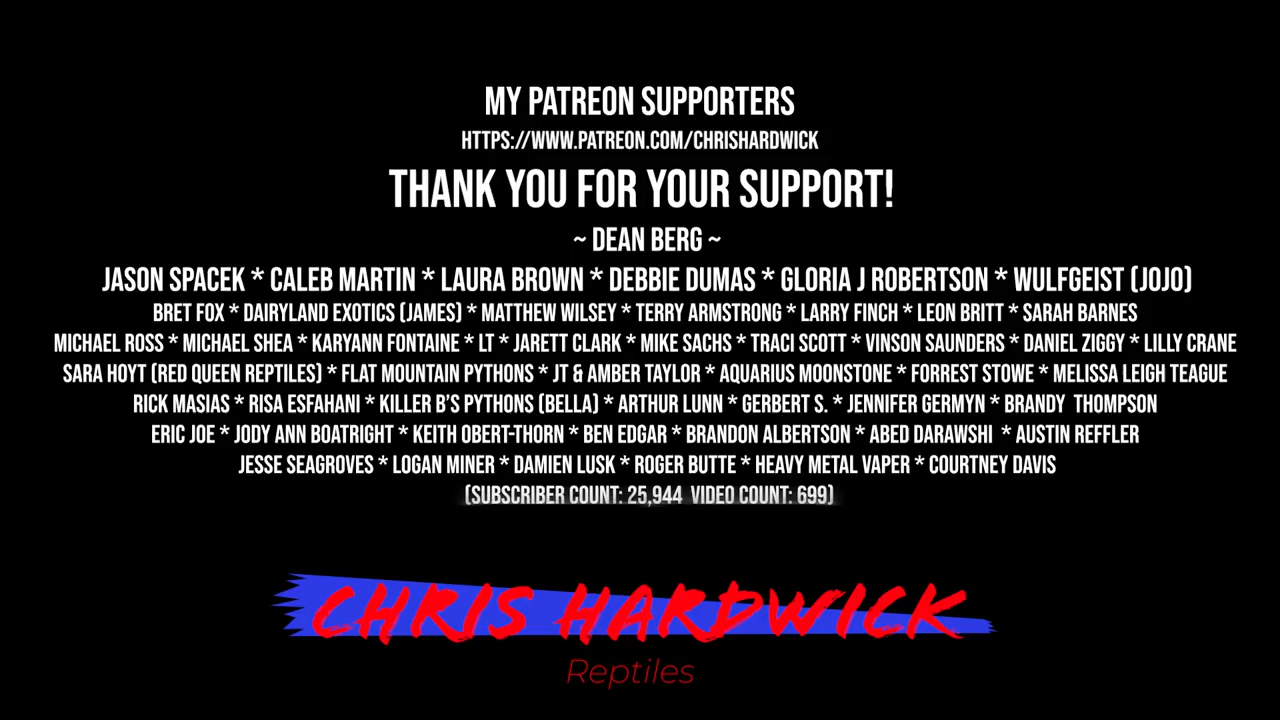 MY PATREON SUPPORTERS
HTTPS://WWW.PATREON.COM/CHRISHARDWICK
THANK YOU FOR YOUR SUPPORT!
~ DEAN BERG ~
JASON SPACEK * CALEB MARTIN * LAURA BROWN * DEBBIE DUMAS * GLORIA J ROBERTSON * WULFGEIST (JOJO)
BRET FOX * DAIRYLAND EXOTICS (JAMES) * MATTHEW WILSEY * TERRY ARMSTRONG * LARRY FINCH * LEON BRITT * SARAH BARNES
MICHAEL ROSS * MICHAEL SHEA * KARYANN FONTAINE * LT * JARETT CLARK * MIKE SACHS * TRACI SCOTT * VINSON SAUNDERS * DANIEL ZIGGY * LILLY CRANE
SARA HOYT (RED QUEEN REPTILES) * FLAT MOUNTAIN PYTHONS * JT & AMBER TAYLOR * AQUARIUS MOONSTONE * FORREST STOWE * MELISSA LEIGH TEAGUE
RICK MASIAS * RISA ESFAHANI * KILLER B'S PYTHONS (BELLA) * ARTHUR LUNN * GERBERT S. * JENNIFER GERMYN * BRANDY  THOMPSON
ERIC JOE * JODY ANN BOATRIGHT * KEITH OBERT-THORN * BEN EDGAR * BRANDON ALBERTSON * ABED DARAWSHI  * AUSTIN REFFLER
JESSE SEAGROVES * LOGAN MINER * DAMIEN LUSK * ROGER BUTTE * HEAVY METAL VAPER * COURTNEY DAVIS
(SUBSCRIBER COUNT: 25,944  VIDEO COUNT: 699)
CHRIS HARDWICK
Reptiles